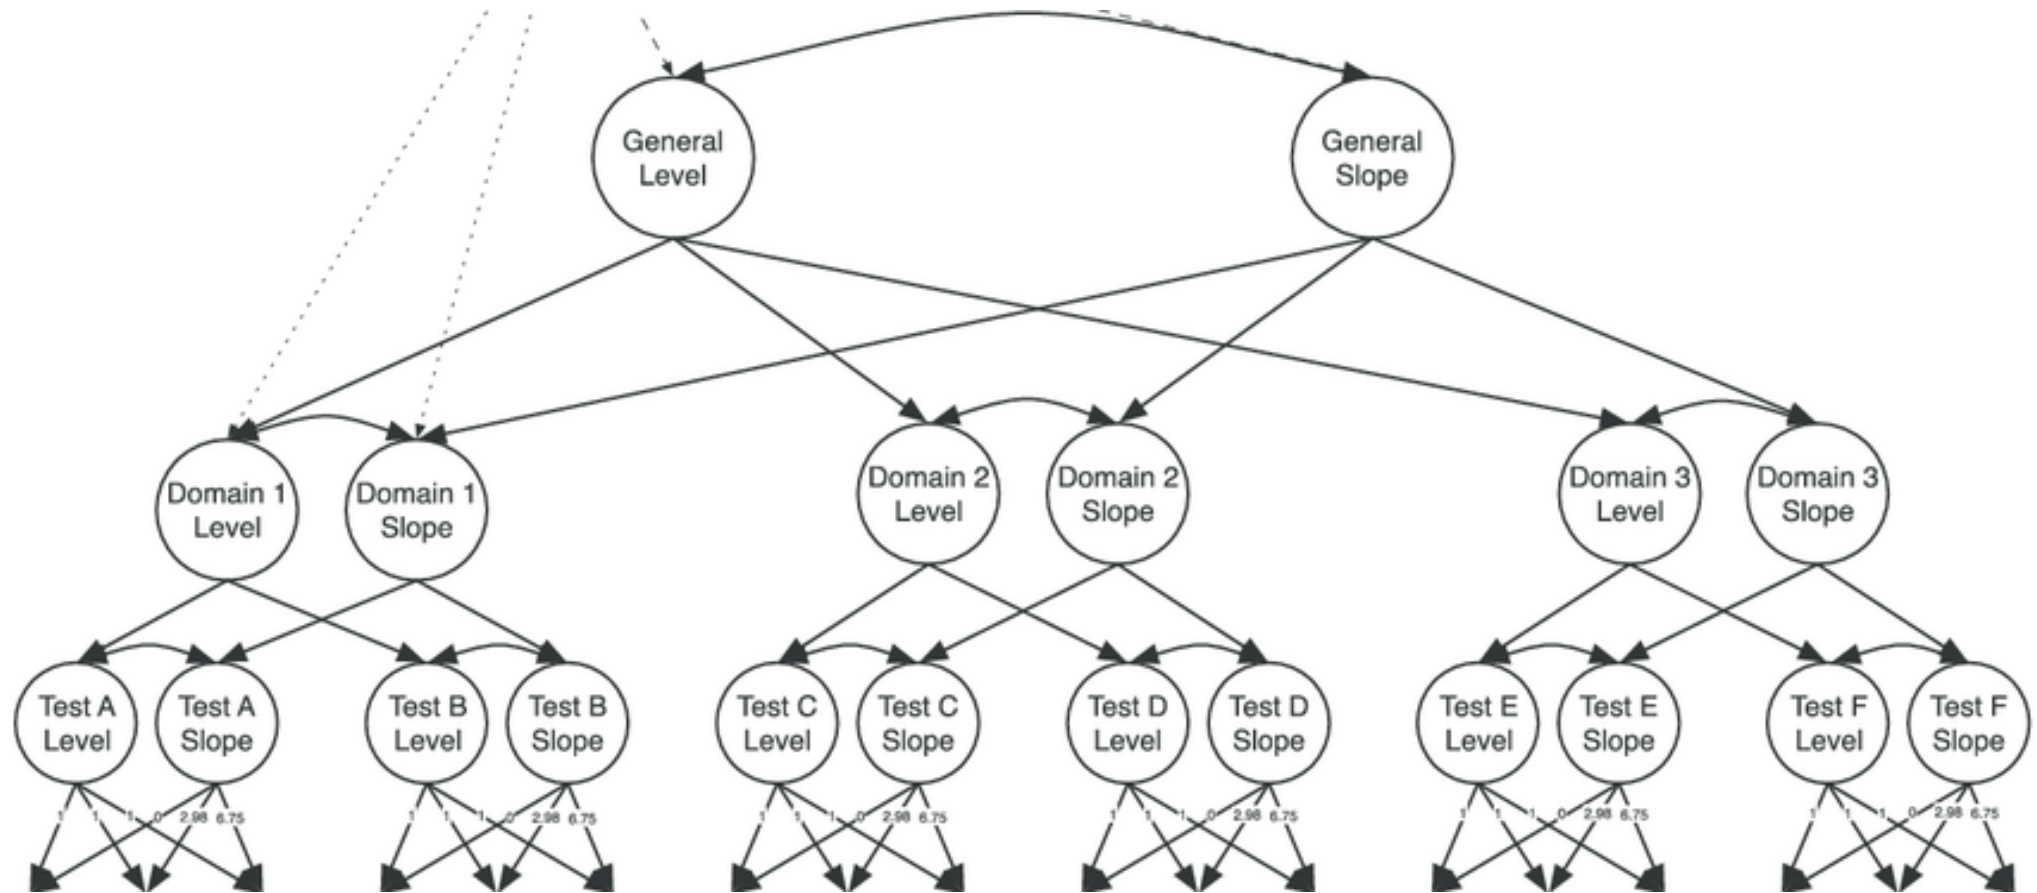 General
Level
General
Slope
Domain 1
Level
Domain 1
Slope
Domain 2
Level
Domain 2
Slope
Domain 3
Level
Domain 3
Slope
Test A
Level
Test A
Slope
Test B
Level
Test B
Slope
Test C
Level
Test C
Slope
Test D
Level
Test D
Slope
Test E
Level
Test E
Slope
Test F
Level
Test F
Slope
1 1 1 0 2.98 6.75
1 1 1 0 2.98 6.75
1 1 1 0 2.98 6.75
1 1 1 0 2.98 6.75
1 1 1 0 2.98 6.75
1 1 1 0 2.98 6.75